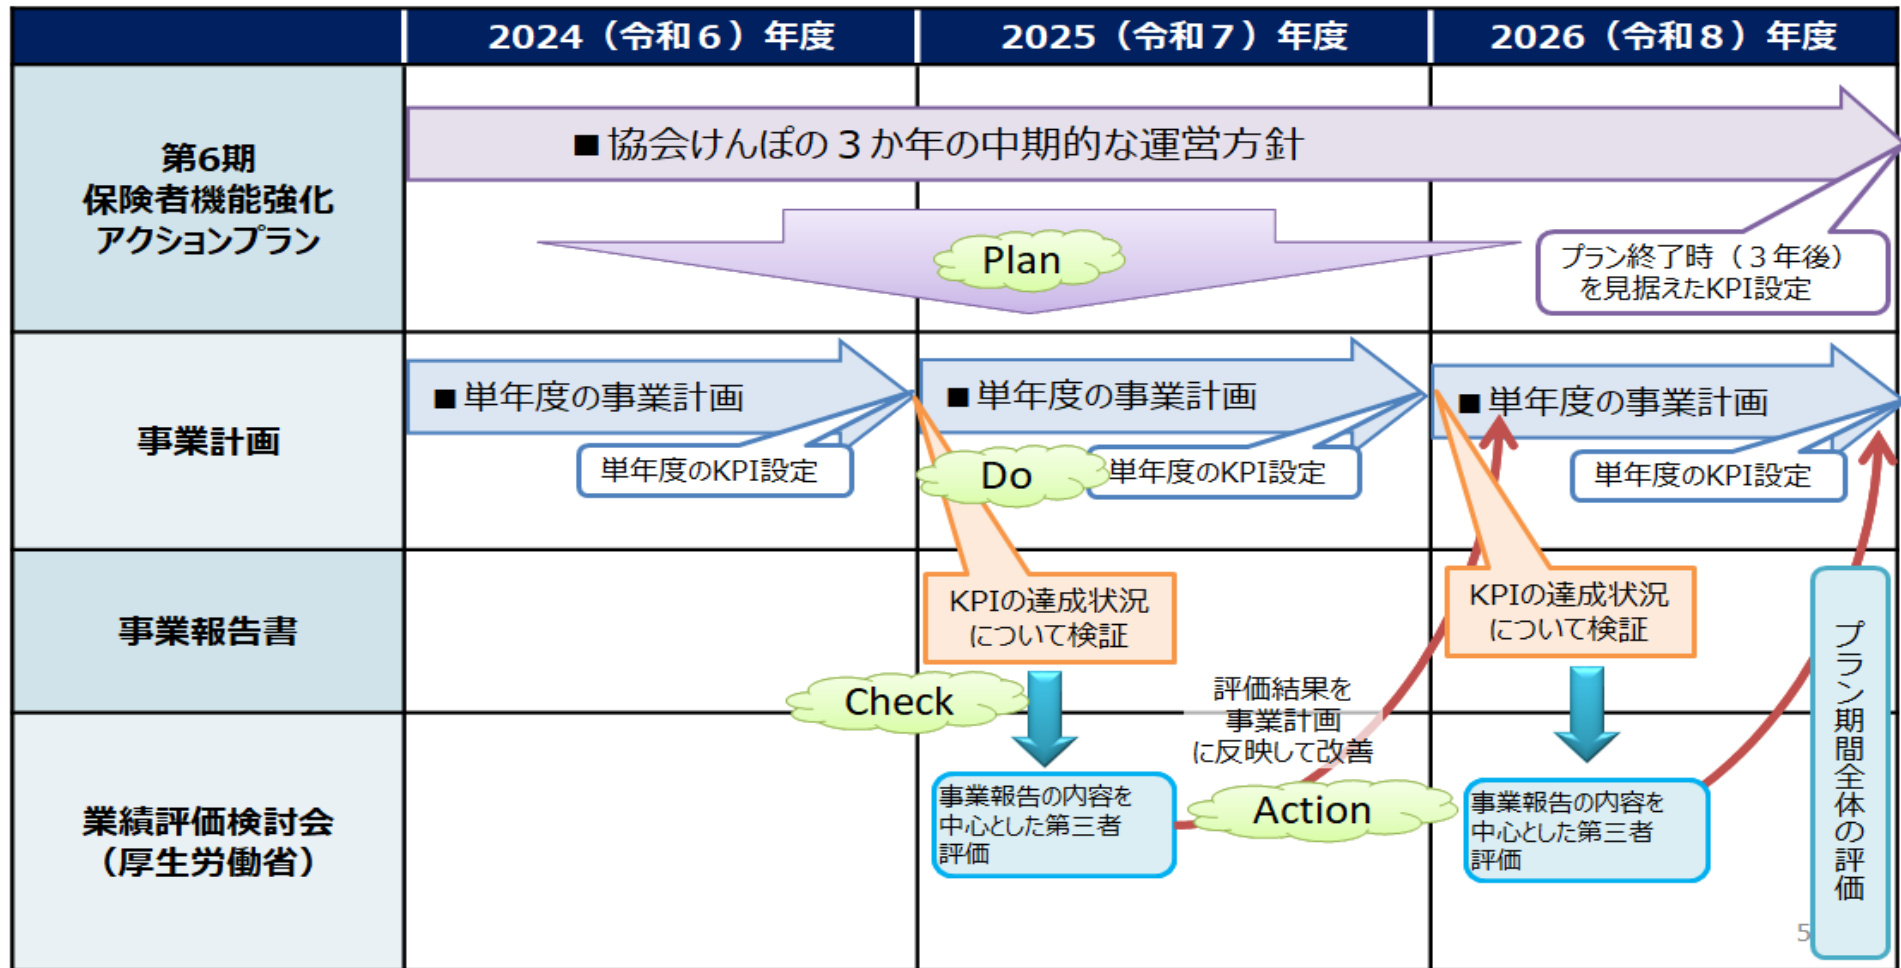 2024（令和６）年度
2025（令和７）年度
2026（令和８）年度
第6期
保険者機能強化
アクションプラン
■協会けんぽの３か年の中期的な運営方針
Plan
プラン終了時（３年後）
を見据えたKPI設定
事業計画
■単年度の事業計画
単年度のKPI設定
■単年度の事業計画
Do
単年度のKPI設定
■単年度の事業計画
単年度のKPI設定
事業報告書
KPIの達成状況
について検証
KPIの達成状況
について検証
Check
評価結果を
事業計画
に反映して改善
プラン期間全体の評価
業績評価検討会
（厚生労働省）
事業報告の内容を
中心とした第三者
評価
Action
事業報告の内容を
中心とした第三者
評価
5